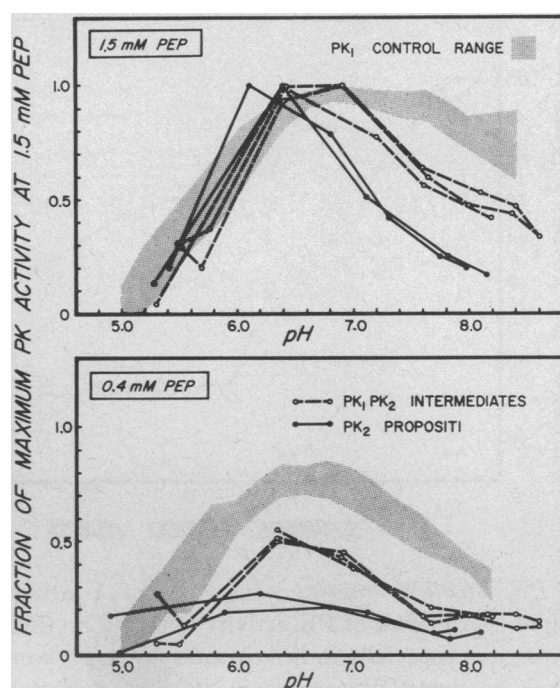 FRACTION OF MAXIMUM PK ACTIVITY AT 1.5 mM PEP
1.5 mM PEP
PK1 CONTROL RANGE
1.0
0.5
0
5.0 6.0 7.0 8.0
pH
0.4 mM PEP
PK1 PK2 INTERMEDIATES
PK2 PROPOSITI
1.0
0.5
0
5.0 6.0 7.0 8.0
pH